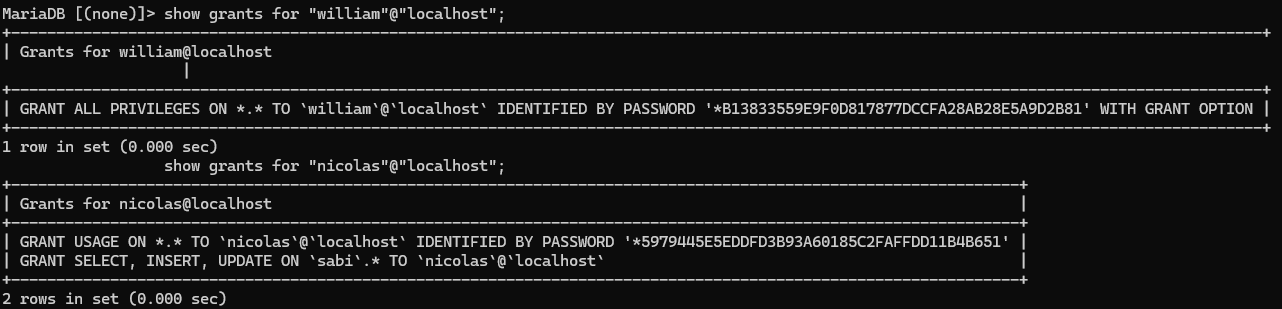 MariaDB [(none)]> show grants for "william"@"localhost";
+------------------------------------------------------------------------------------------------------------------------------------------+
| Grants for william@localhost
|
+------------------------------------------------------------------------------------------------------------------------------------------+
| GRANT ALL PRIVILEGES ON *.* TO `william`@`localhost` IDENTIFIED BY PASSWORD '*B13833559E9F0D817877DCCFA28AB28E5A9D2B81' WITH GRANT OPTION |
+------------------------------------------------------------------------------------------------------------------------------------------+
1 row in set (0.000 sec)
show grants for "nicolas"@"localhost";
+----------------------------------------------------------------------------------------------------------------+
| Grants for nicolas@localhost |
+----------------------------------------------------------------------------------------------------------------+
| GRANT USAGE ON *.* TO `nicolas`@`localhost` IDENTIFIED BY PASSWORD '*5979445E5EDDFD3B93A60185C2FAFFDD11B4B651' |
| GRANT SELECT, INSERT, UPDATE ON `sabi`.* TO `nicolas`@`localhost` |
+----------------------------------------------------------------------------------------------------------------+
2 rows in set (0.000 sec)